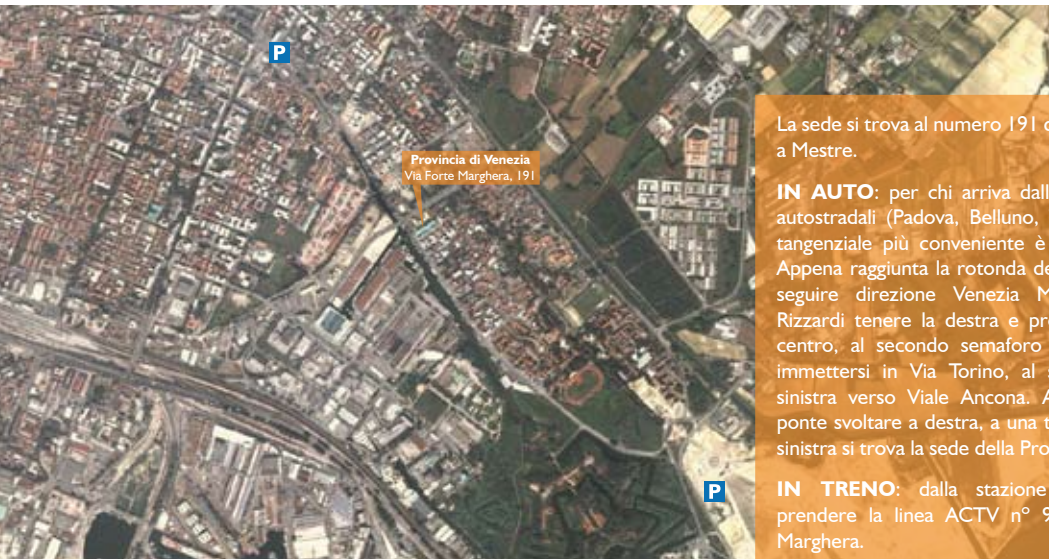 P
Provincia di Venezia
Via Forte Marghera, 191
La sede si trova al numero 191
a Mestre.
IN AUTO: per chi arriva dall
autostradali (Padova, Belluno,
tangenziale più conveniente è
Appena raggiunta la rotonda de
seguire direzione Venezia M
Rizzardi tenere la destra e pr
centro, al secondo semaforo
immettersi in Via Torino, al s
sinistra verso Viale Ancona. A
ponte svoltare a destra, a una t
sinistra si trova la sede della Pro
IN TRENO: dalla stazione
prendere la linea ACTV nº 9
Marghera.
P